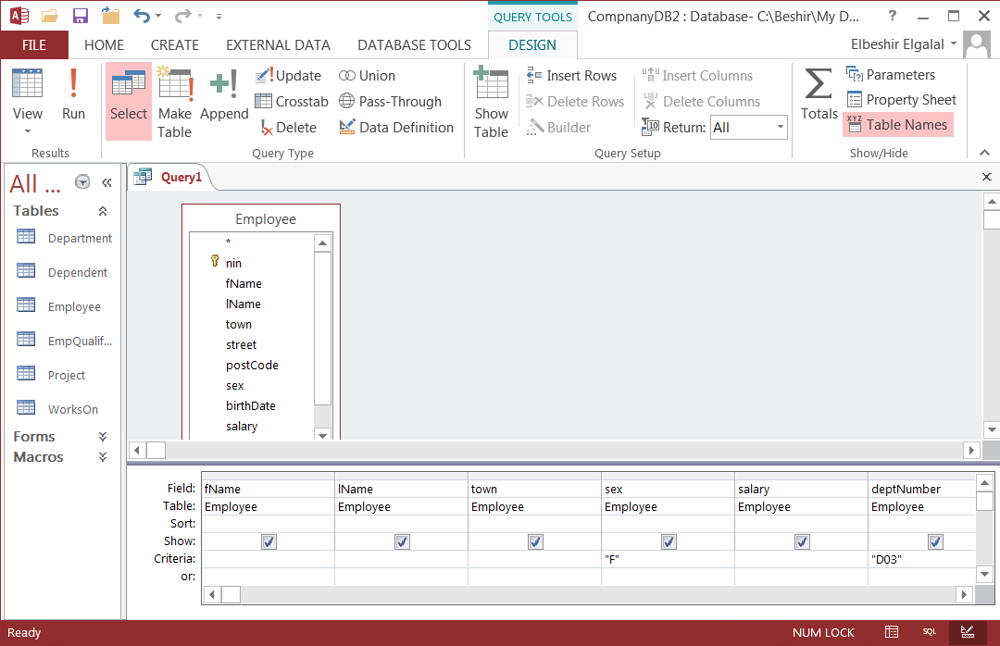 QUERY TOOLS CompnanyDB2 : Database- C:\Beshir\My D... ?
FILE HOME CREATE EXTERNAL DATA DATABASE TOOLS DESIGN Elbeshir Elgalal
View Run Select Make Table Append
Update Union
Crosstab Pass-Through
Delete Data Definition
Show Table
Insert Rows Insert Columns
Delete Rows Delete Columns
Builder Return: All
Totals
Parameters
Property Sheet
XYZ Table Names
Results Query Type Query Setup Show/Hide
All ...
Tables
Department
Dependent
Employee
EmpQualif...
Project
WorksOn
Forms
Macros
Query1
Employee
*
nin
fName
lName
town
street
postCode
sex
birthDate
salary
Field: fName lName town sex salary deptNumber
Table: Employee Employee Employee Employee Employee Employee
Sort:
Show:
Criteria: "F" "D03"
or:
Ready NUM LOCK SQL